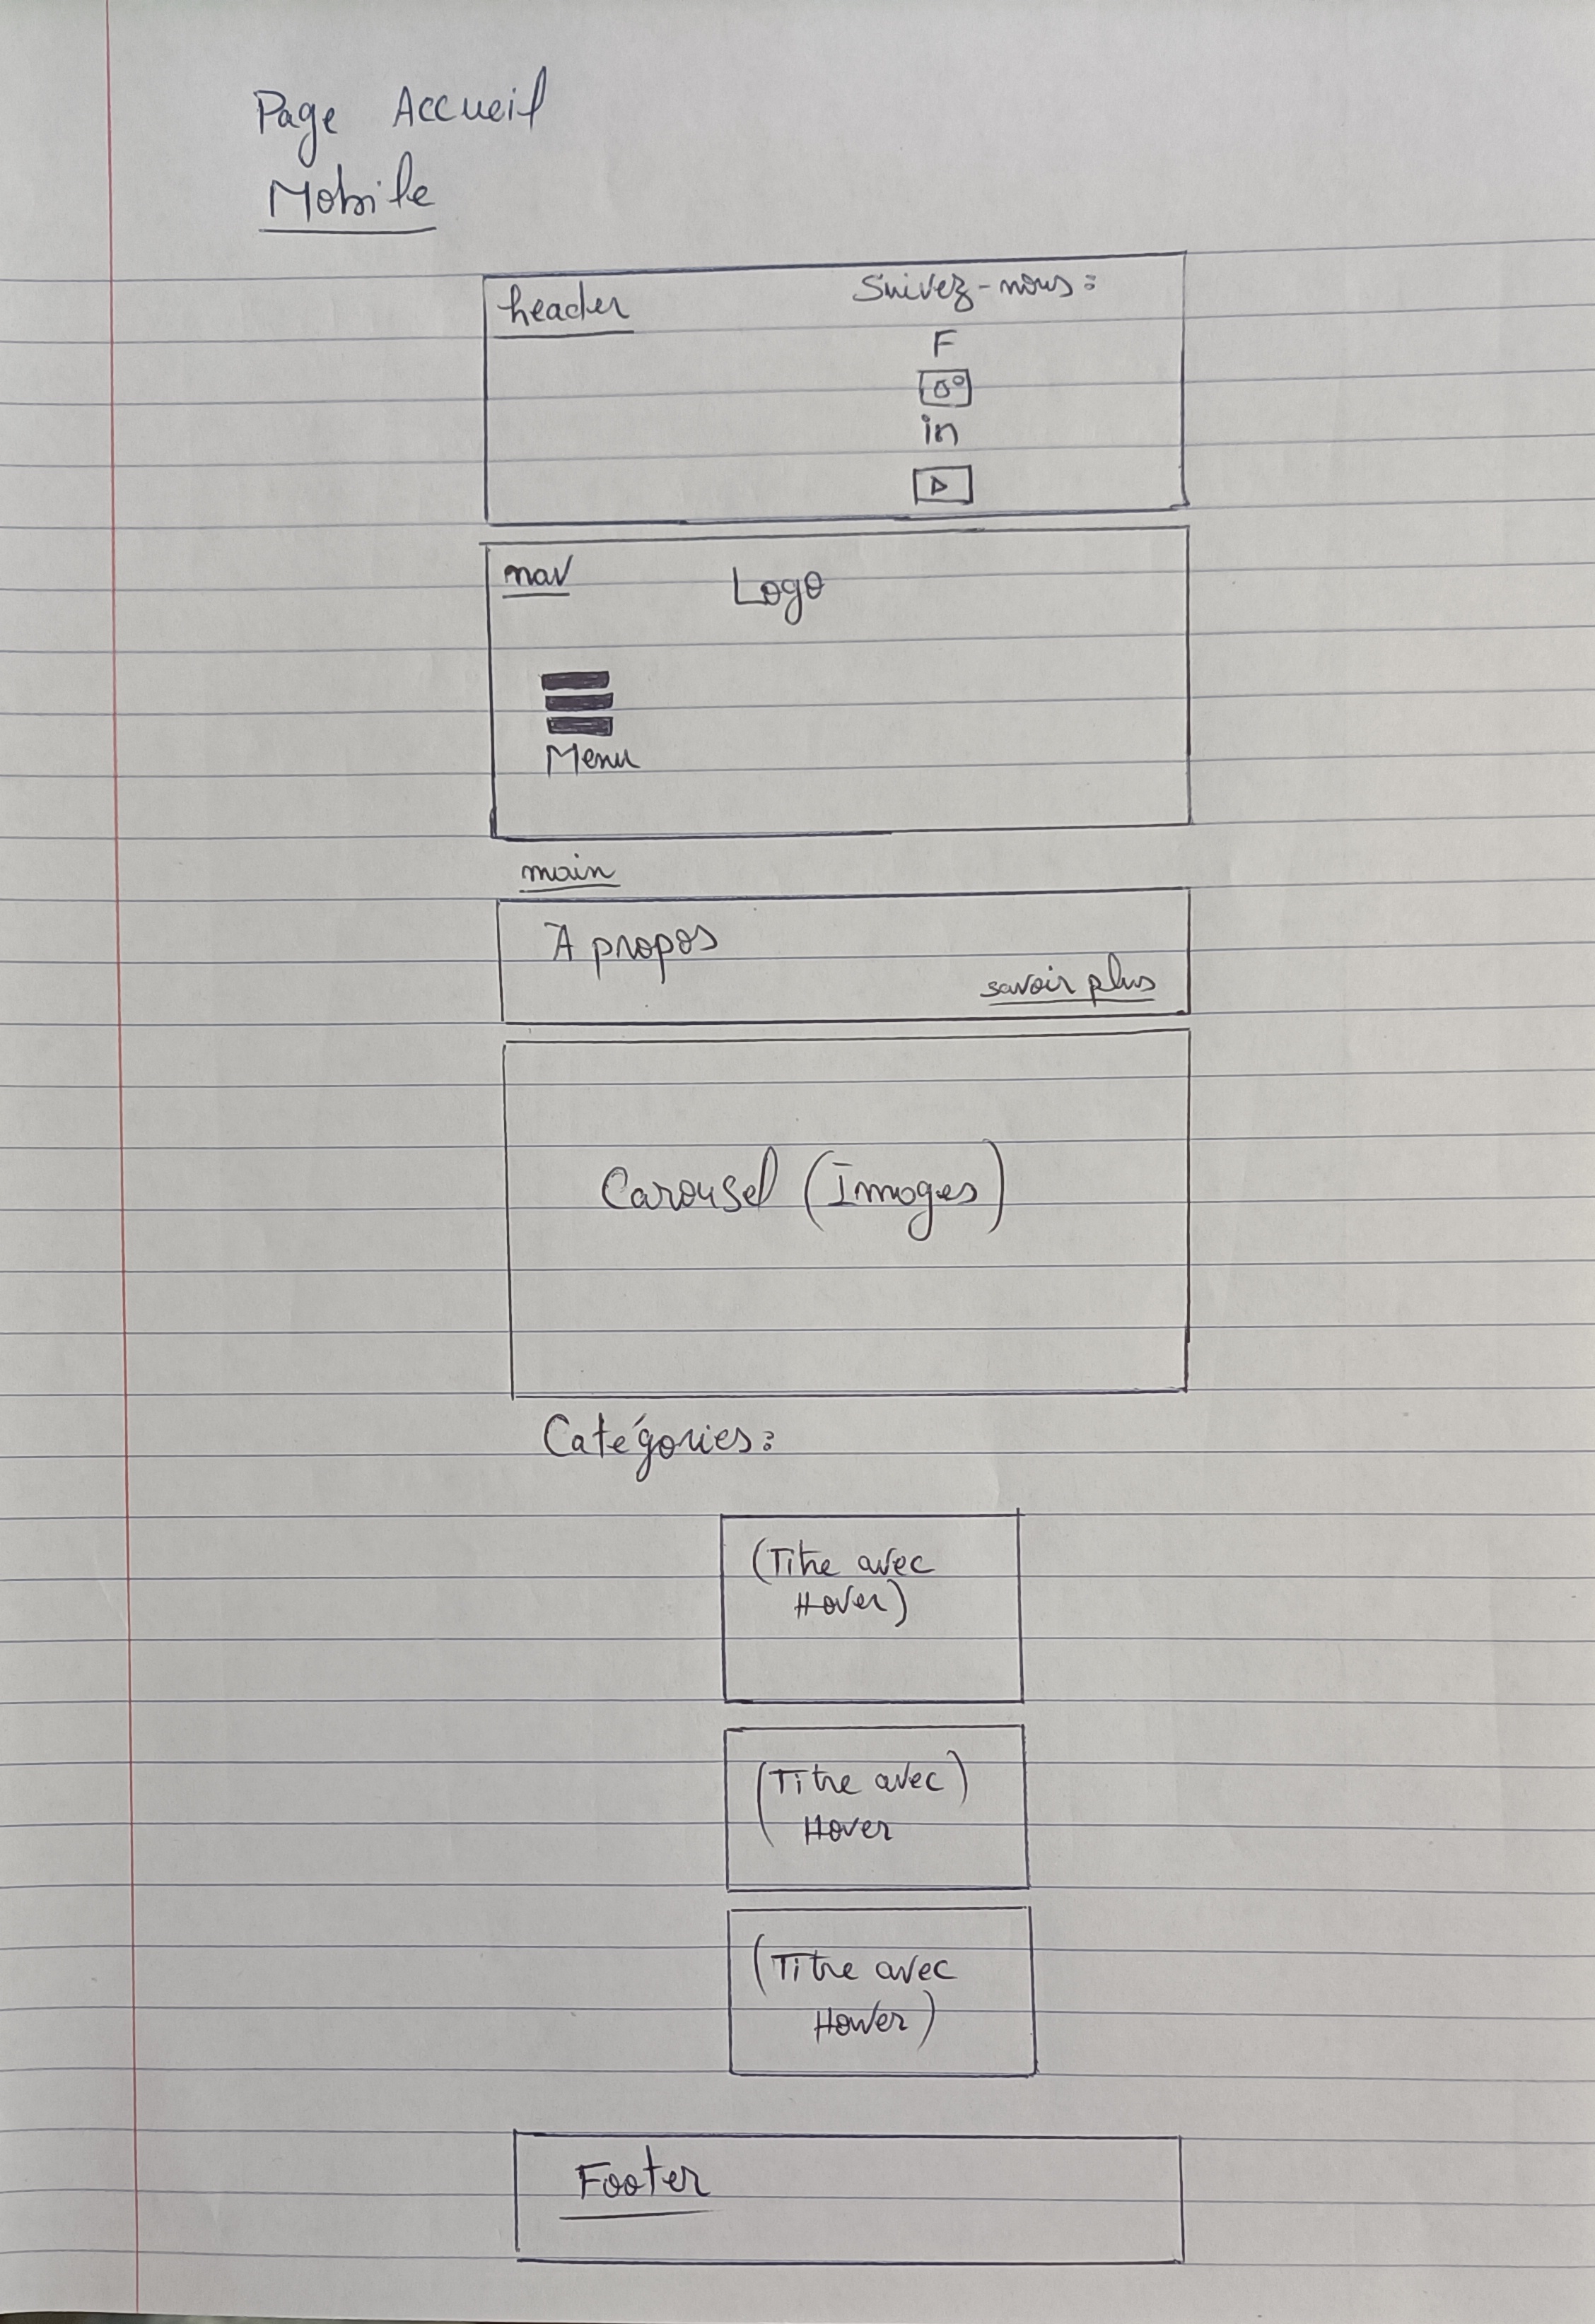 Page Accueil
Mobile
header
Suivez-nous:
F
in
nav
Logo
Menu
main
À propos
savoir plus
Carousel (Images)
Catégories:
(Titre avec
Hover)
(Titre avec)
Hover
(Titre avec
Hover)
Footer